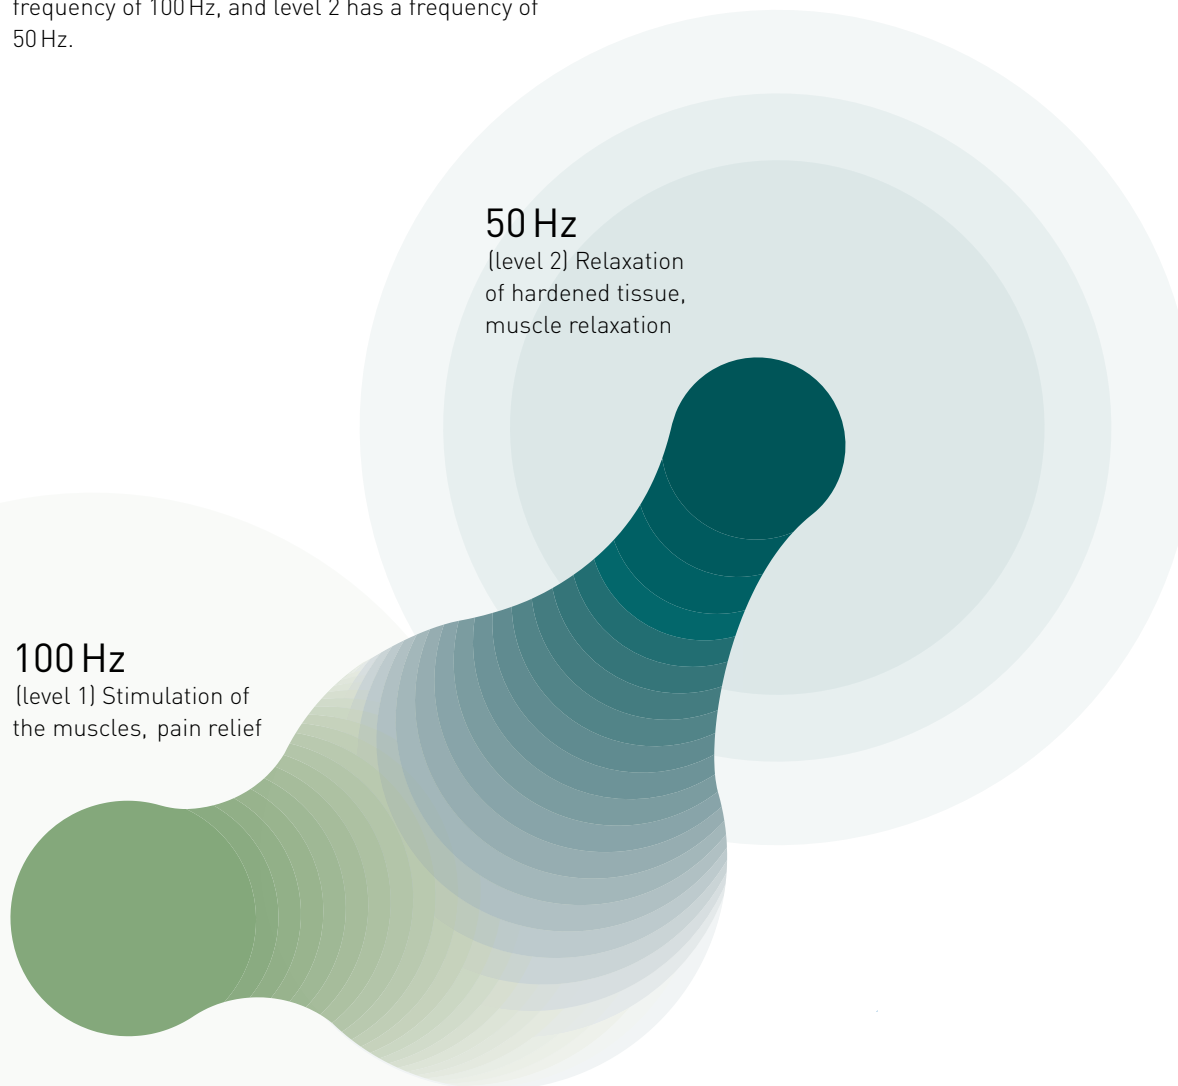 frequency of 100 Hz, and level 2 has a frequency of
50 Hz.
50 Hz
(level 2) Relaxation
of hardened tissue,
muscle relaxation
100 Hz
(level 1) Stimulation of
the muscles, pain relief